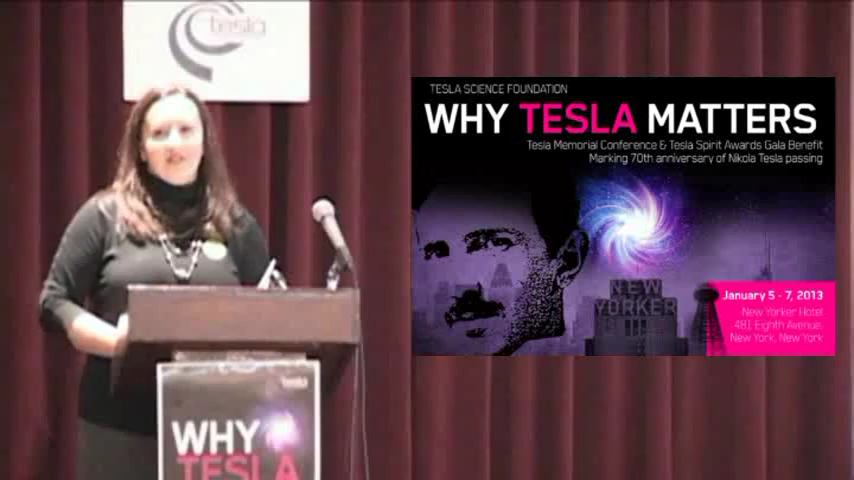 tesla
TESLA SCIENCE FOUNDATION
WHY TESLA MATTERS
Tesla Memorial Conference & Tesla Spirit Awards Gala Benefit
Marking 70th anniversary of Nikola Tesla passing
NEW
YORKER
January 5 - 7, 2013
New Yorker Hotel
481 Eighth Avenue,
New York, New York
tesla
WHY
TESLA